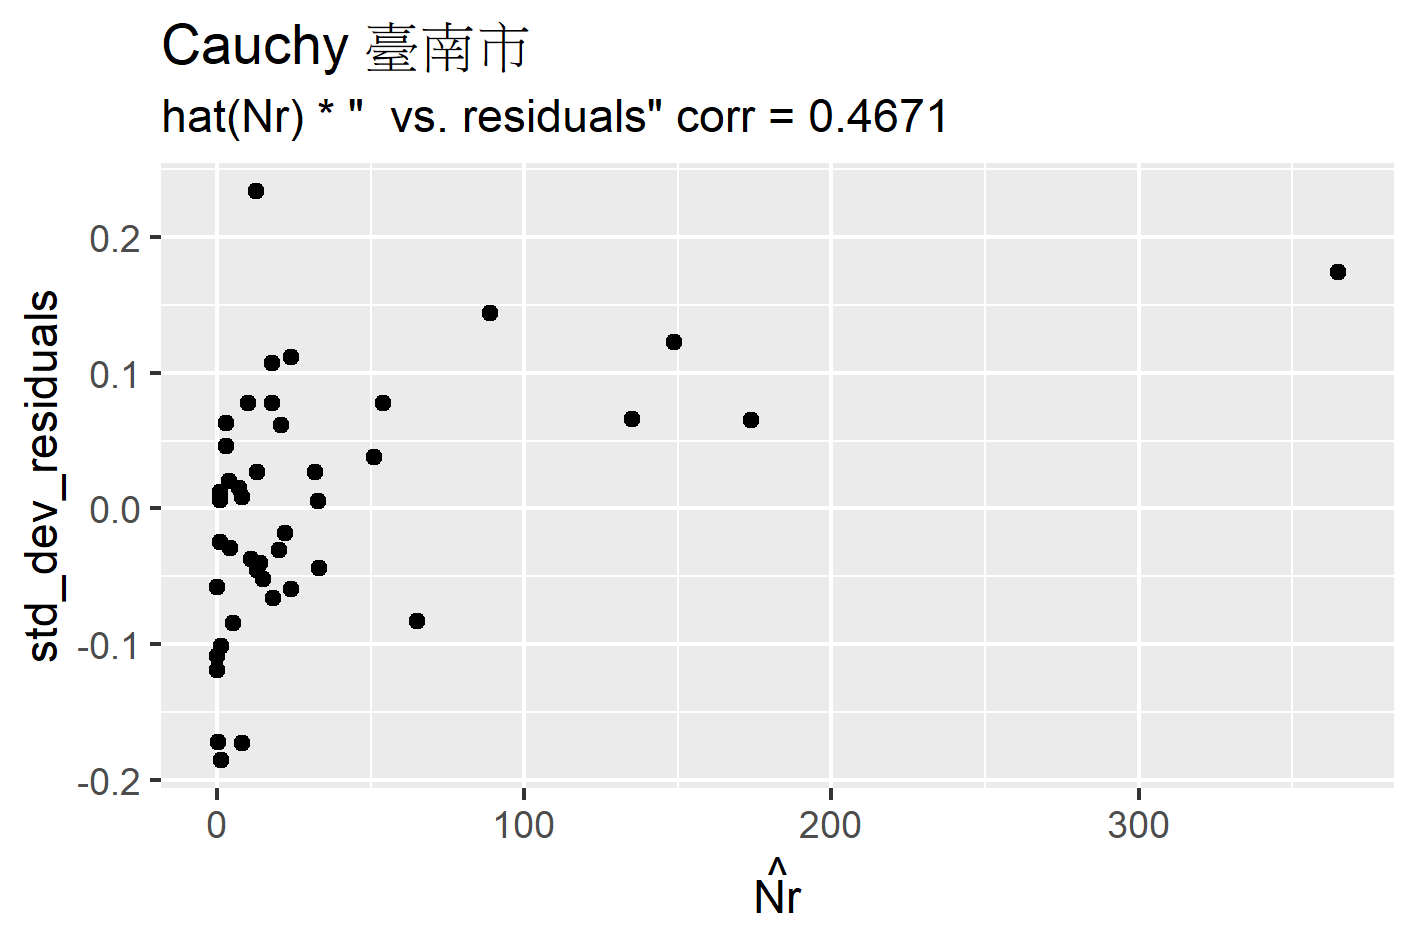 Cauchy 臺南市
hat(Nr) * "  vs. residuals" corr = 0.4671
std_dev_residuals
0.2
0.1
0.0
-0.1
-0.2
0 100 200 300
N̂r